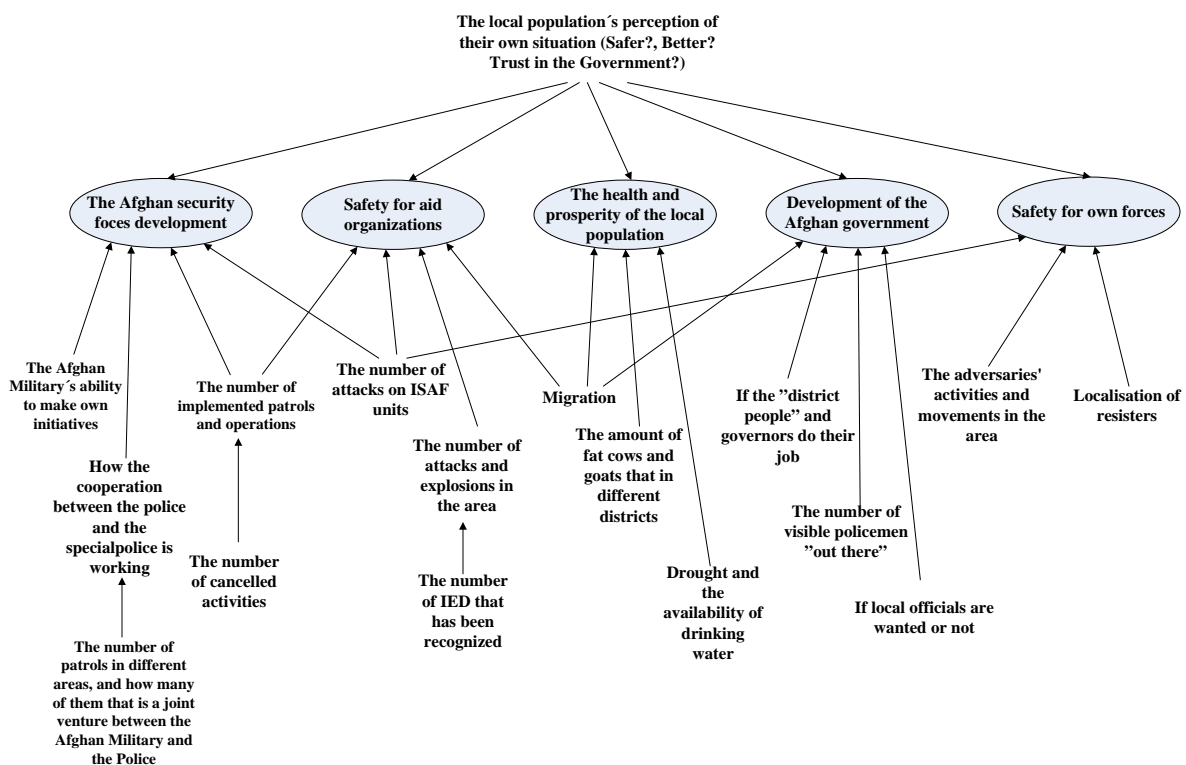 The local population´s perception of
their own situation (Safer?, Better?
Trust in the Government?)
The Afghan security
foces development
Safety for aid
organizations
The health and
prosperity of the local
population
Development of the
Afghan government
Safety for own forces
The Afghan
Military´s ability
to make own
initiatives
The number of
implemented patrols
and operations
The number of
attacks on ISAF
units
Migration
If the ”district
people” and
governors do their
job
The adversaries'
activities and
movements in the
area
Localisation of
resisters
How the
cooperation
between the police
and the
specialpolice is
working
The number of
attacks and
explosions in
the area
The amount of
fat cows and
goats that in
different
districts
The number of
visible policemen
”out there”
The number
of cancelled
activities
The number
of IED that
has been
recognized
Drought and
the
availability of
drinking
water
If local officials are
wanted or not
The number of
patrols in different
areas, and how many
of them that is a joint
venture between the
Afghan Military and
the Police